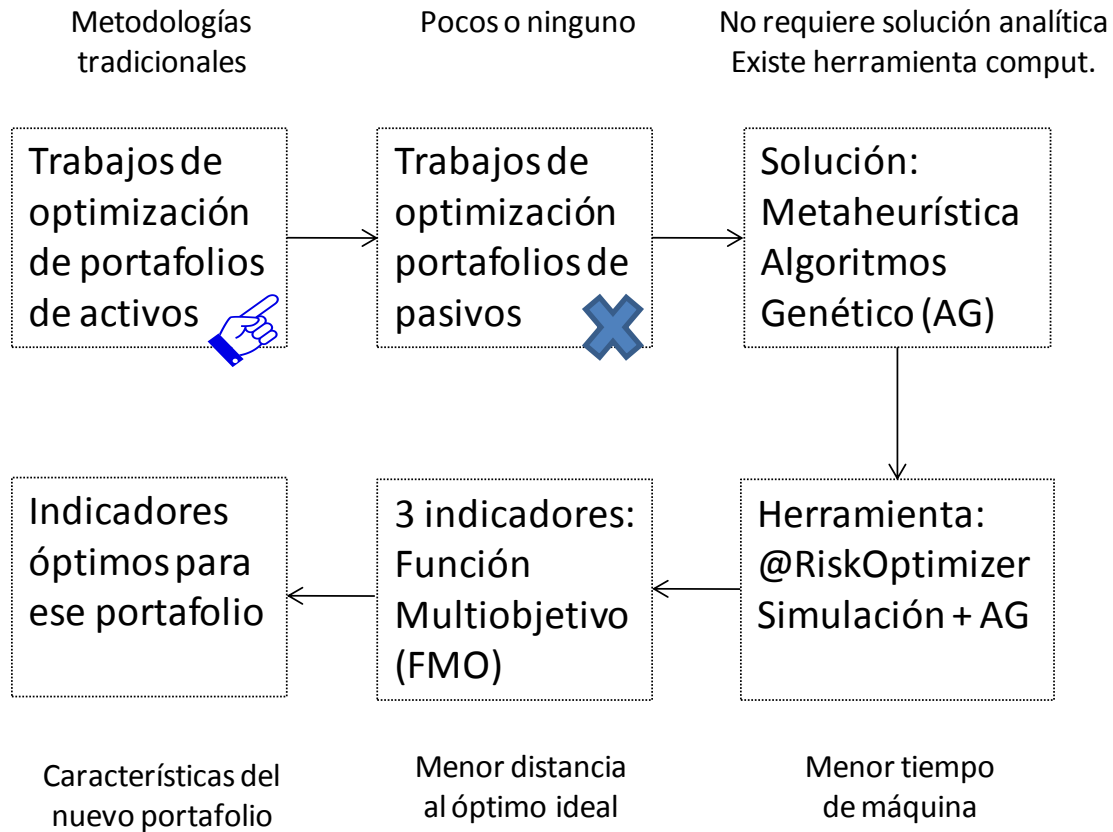 Metodologías
tradicionales
Pocos o ninguno
No requiere solución analítica
Existe herramienta comput.
Trabajos de
optimización
de portafolios
de activos
Trabajos de
optimización
portafolios de
pasivos
Solución:
Metaheurística
Algoritmos
Genético (AG)
Herramienta:
@RiskOptimizer
Simulación + AG
3 indicadores:
Función
Multiobjetivo
(FMO)
Indicadores
óptimos para
ese portafolio
Características del
nuevo portafolio
Menor distancia
al óptimo ideal
Menor tiempo
de máquina